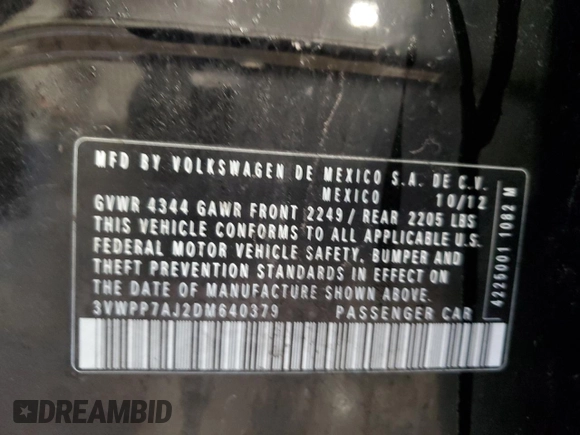 MFD BY VOLKSWAGEN DE MEXICO S.A. DE C.V.
MEXICO 10/12
GVWR 4344 GAWR FRONT 2249/ REAR 2205 LBS
THIS VEHICLE CONFORMS TO ALL APPLICABLE U.S.
FEDERAL MOTOR VEHICLE SAFETY, BUMPER AND
THEFT PREVENTION STANDARDS IN EFFECT ON
THE DATE OF MANUFACTURE SHOWN ABOVE.
3VWPP7AJ2DM640379 PASSENGER CAR
4225001 1082 M
DREAMBID